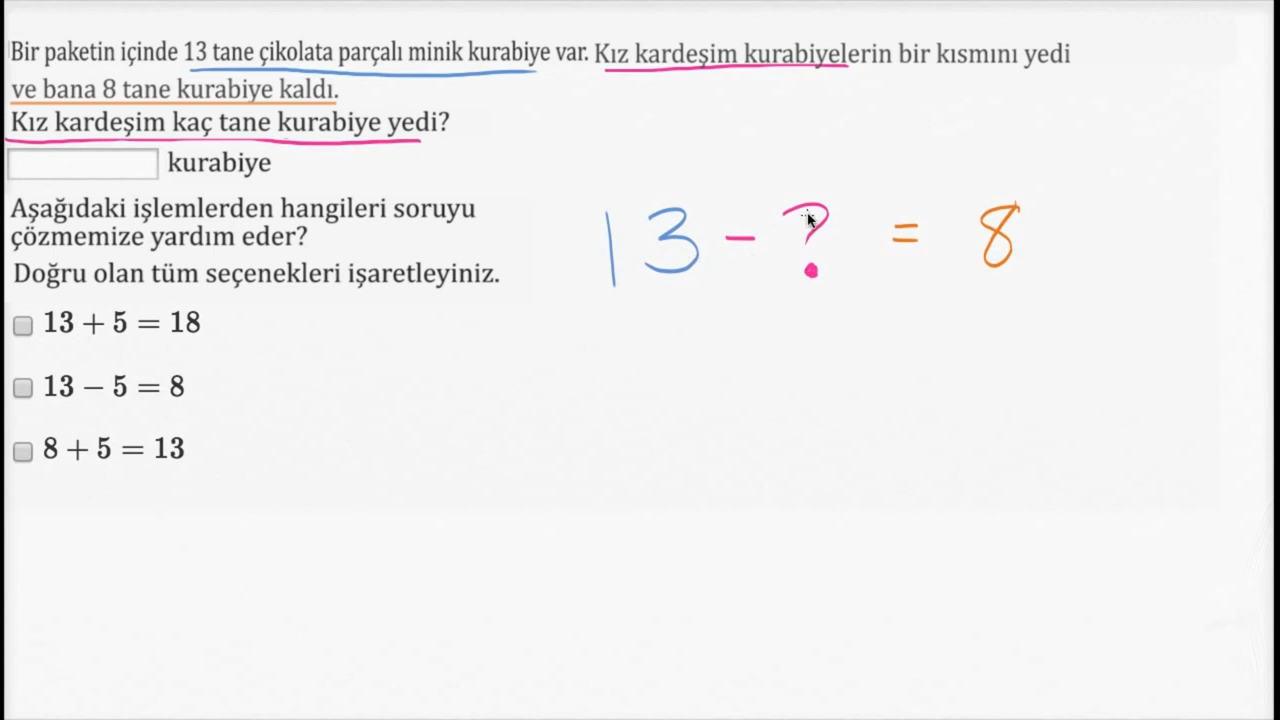 Bir paketin içinde 13 tane çikolata parçalı minik kurabiye var. Kız kardeşim kurabiyelerin bir kısmını yedi
ve bana 8 tane kurabiye kaldı.
Kız kardeşim kaç tane kurabiye yedi?
kurabiye
Aşağıdaki işlemlerden hangileri soruyu
çözmemize yardım eder?
Doğru olan tüm seçenekleri işaretleyiniz.
13 - ? = 8
13 + 5 = 18
13 − 5 = 8
8 + 5 = 13